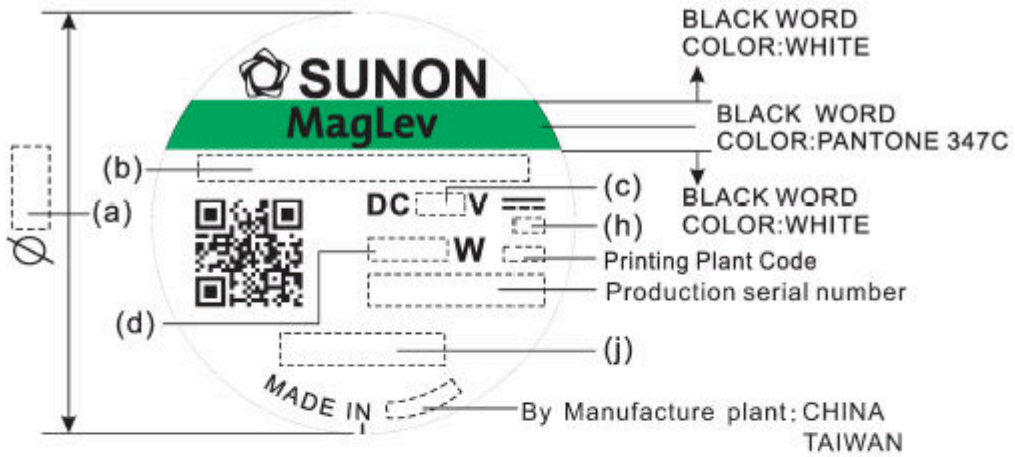 BLACK WORD
COLOR:WHITE
SUNON
MagLev
BLACK WORD
COLOR:PANTONE 347C
(b)
(c)
BLACK WORD
COLOR:WHITE
(a)
DC V
(h)
Ø
W
Printing Plant Code
Production serial number
(d)
(j)
MADE IN
By Manufacture plant: CHINA
TAIWAN